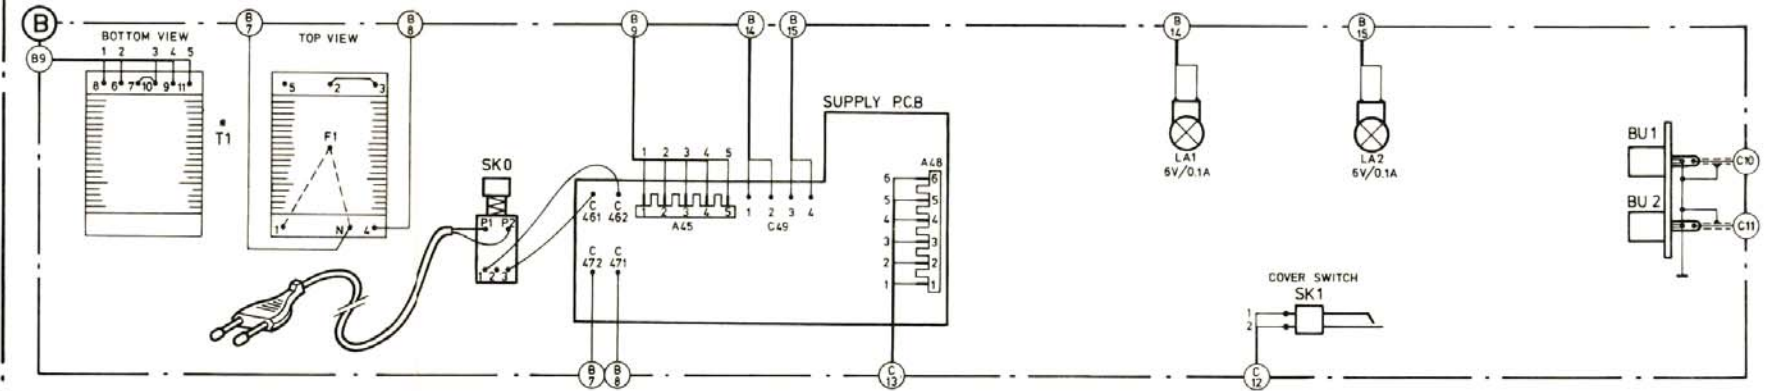 B
B 7
B 8
B 9
B 14
B 15
B 14
B 15
B9
BOTTOM VIEW
1 2 3 4 5
8 6 7 10 9 11
T1
TOP VIEW
5 2 3
F1
1 N 4
SK0
P1 P2
1 2 3
SUPPLY P.C.B
1 2 3 4 5
C 461
C 462
1 2 3 4 5
A45
1 2 3 4
C49
C 472
C 471
A48
6 6
5 5
4 4
3 3
2 2
1 1
LA1
6V/0.1A
LA2
6V/0.1A
BU1
BU 2
C10
C11
COVER SWITCH
SK1
1
2
B 7
B 8
C 13
C 12